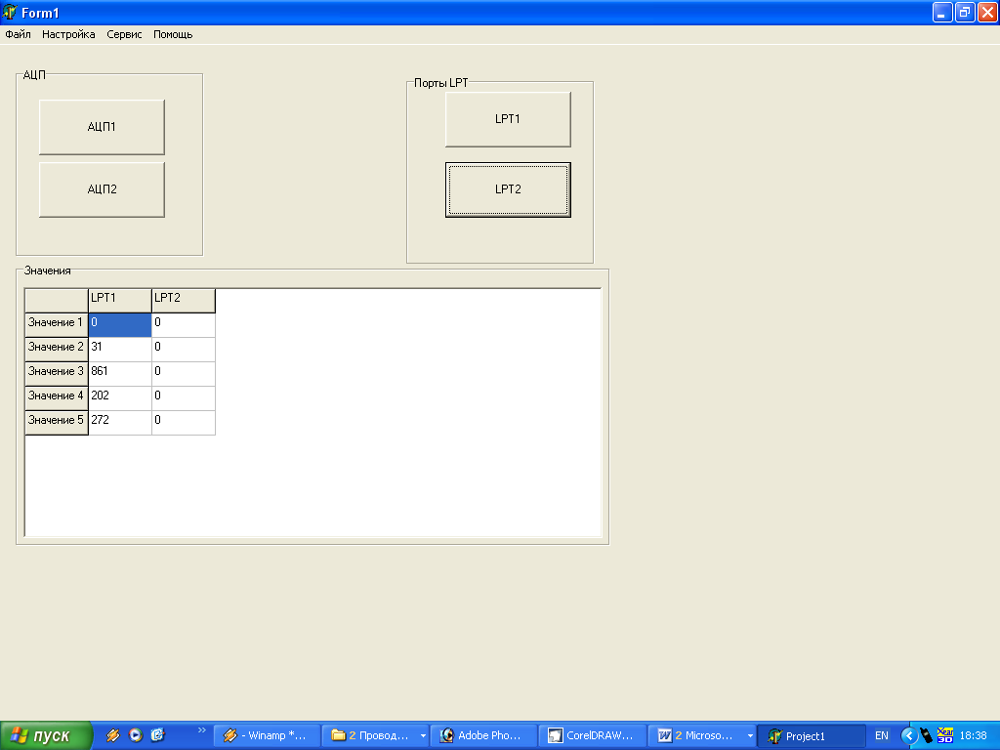 Form1
Файл Настройка Сервис Помощь
АЦП
Порты LPT
АЦП1
LPT1
АЦП2
LPT2
Значения
LPT1 LPT2
Значение 1 0 0
Значение 2 31 0
Значение 3 861 0
Значение 4 202 0
Значение 5 272 0
пуск » - Winamp *... 2 Провод... Adobe Pho... CorelDRAW... 2 Microso... Project1 EN Xear 3D 18:38